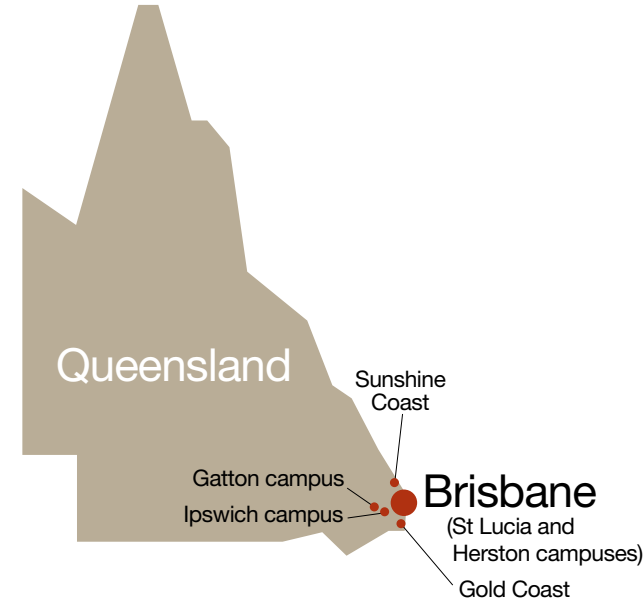 Queensland
Sunshine
Coast
Gatton campus
Ipswich campus
Brisbane
(St Lucia and
Herston campuses)
Gold Coast